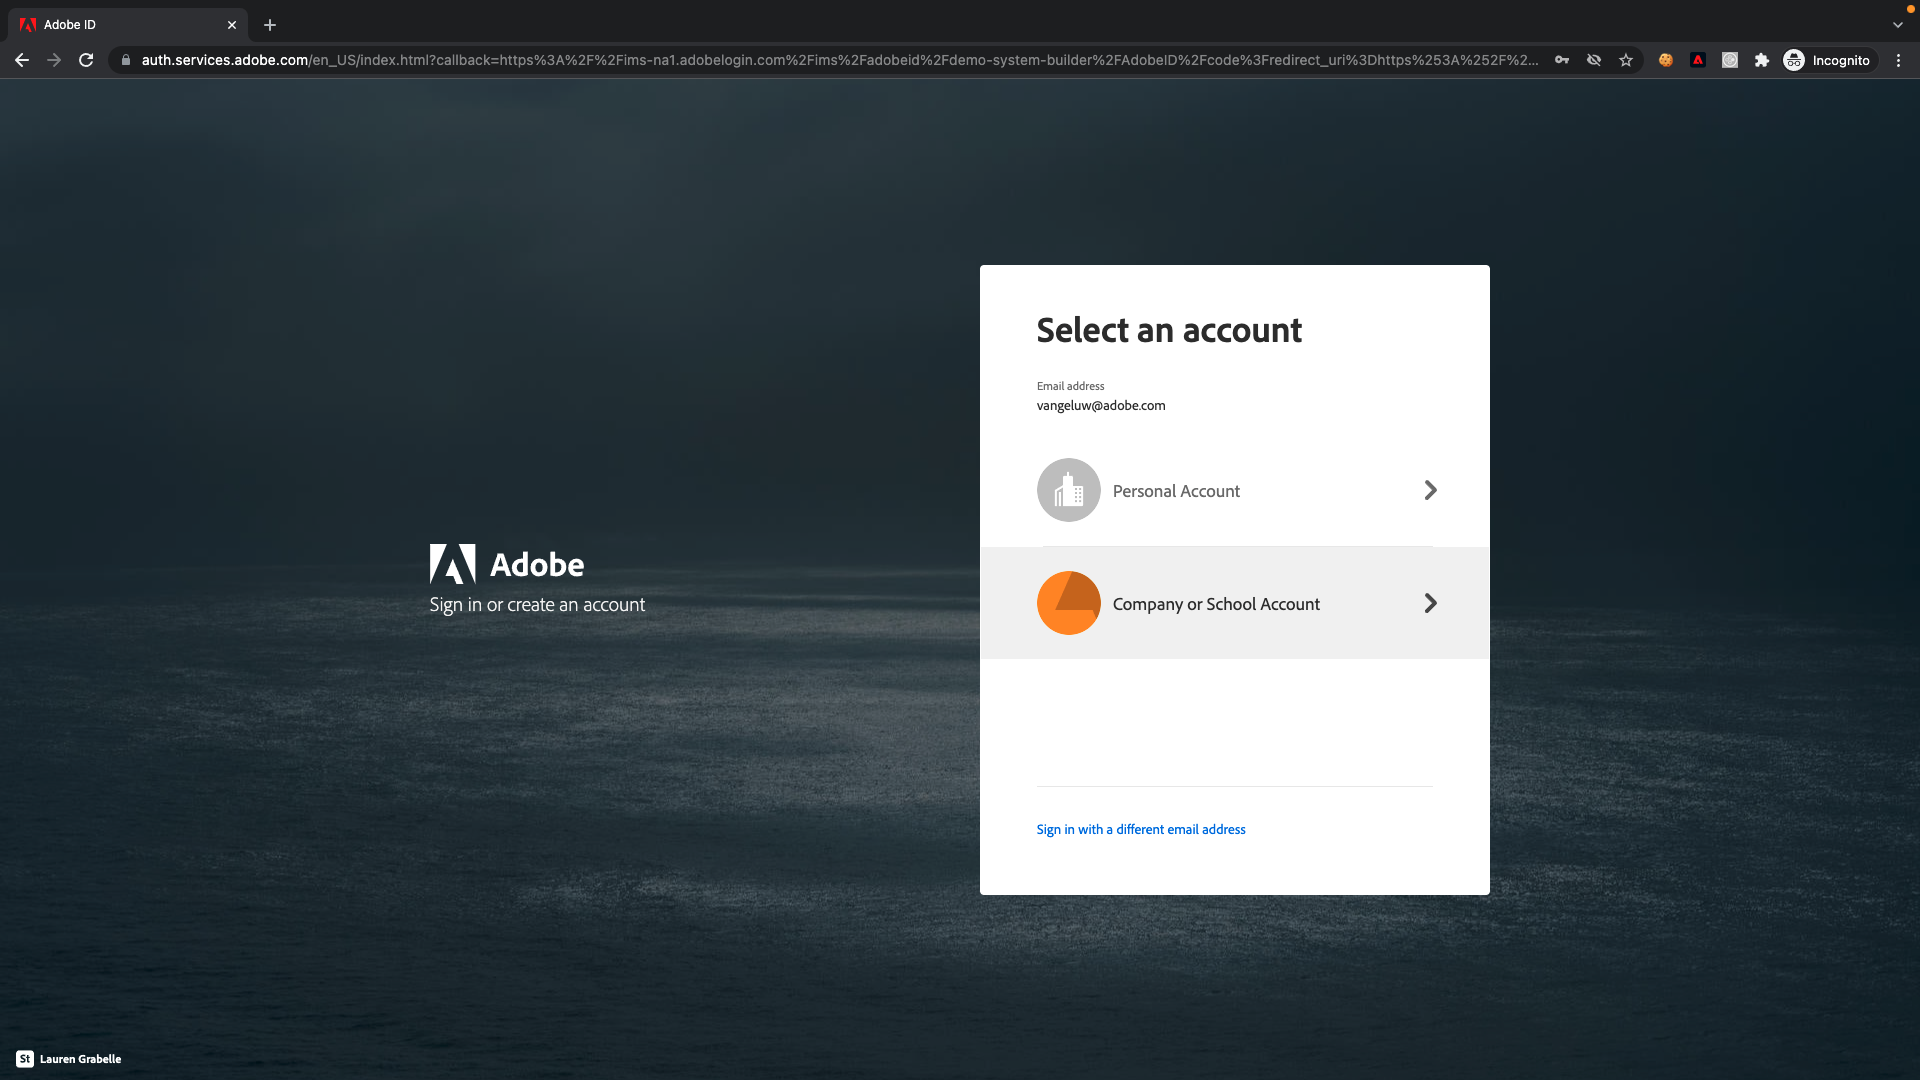 Adobe ID
auth.services.adobe.com/en_US/index.html?callback=https%3A%2F%2Fims-na1.adobelogin.com%2Fims%2Fadobeid%2Fdemo-system-builder%2FAdobeID%2Fcode%3Fredirect_uri%3Dhttps%253A%252F%2...
Incognito
Select an account
Email address
vangeluw@adobe.com
Personal Account
Adobe
Sign in or create an account
Company or School Account
Sign in with a different email address
St Lauren Grabelle